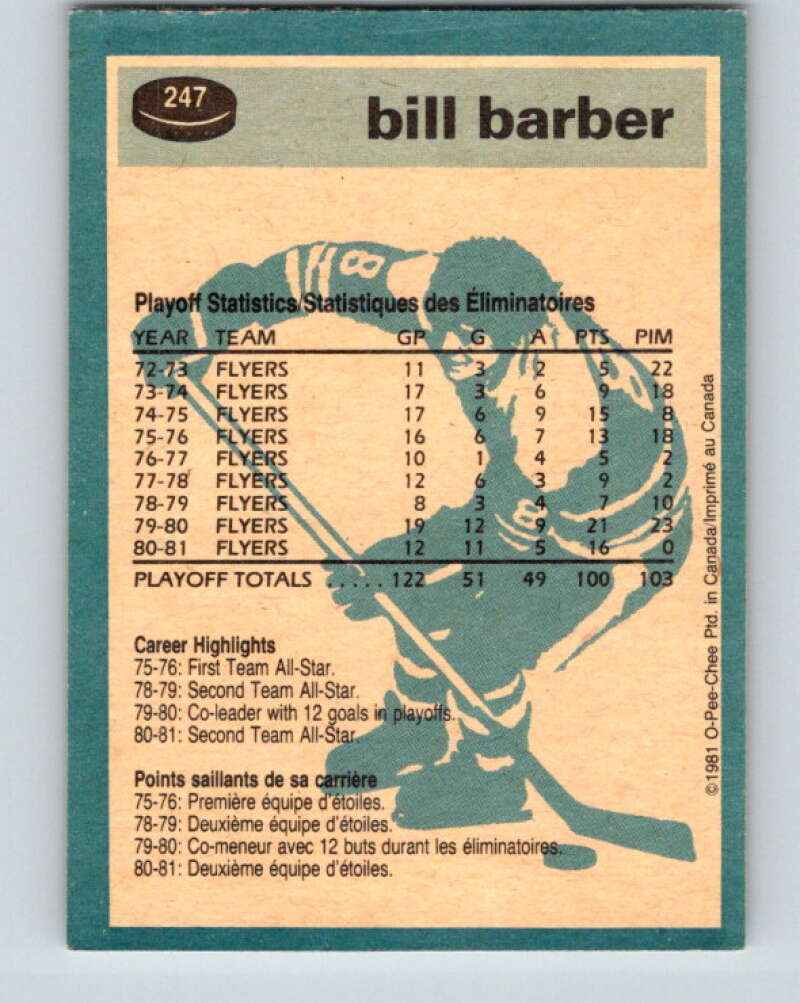 247
bill barber
8
Playoff Statistics/Statistiques des Éliminatoires
YEAR TEAM GP G A PTS PIM
72-73 FLYERS 11 3 2 5 22
73-74 FLYERS 17 3 6 9 18
74-75 FLYERS 17 6 9 15 8
75-76 FLYERS 16 6 7 13 18
76-77 FLYERS 10 1 4 5 2
77-78 FLYERS 12 6 3 9 2
78-79 FLYERS 8 3 4 7 10
79-80 FLYERS 19 12 9 21 23
80-81 FLYERS 12 11 5 16 0
PLAYOFF TOTALS ..... 122 51 49 100 103
8
Career Highlights
75-76: First Team All-Star.
78-79: Second Team All-Star.
79-80: Co-leader with 12 goals in playoffs.
80-81: Second Team All-Star.
Points saillants de sa carrière
75-76: Première équipe d'étoiles.
78-79: Deuxième équipe d'étoiles.
79-80: Co-meneur avec 12 buts durant les éliminatoires.
80-81: Deuxième équipe d'étoiles.
©1981 O-Pee-Chee Ptd. in Canada/Imprimé au Canada